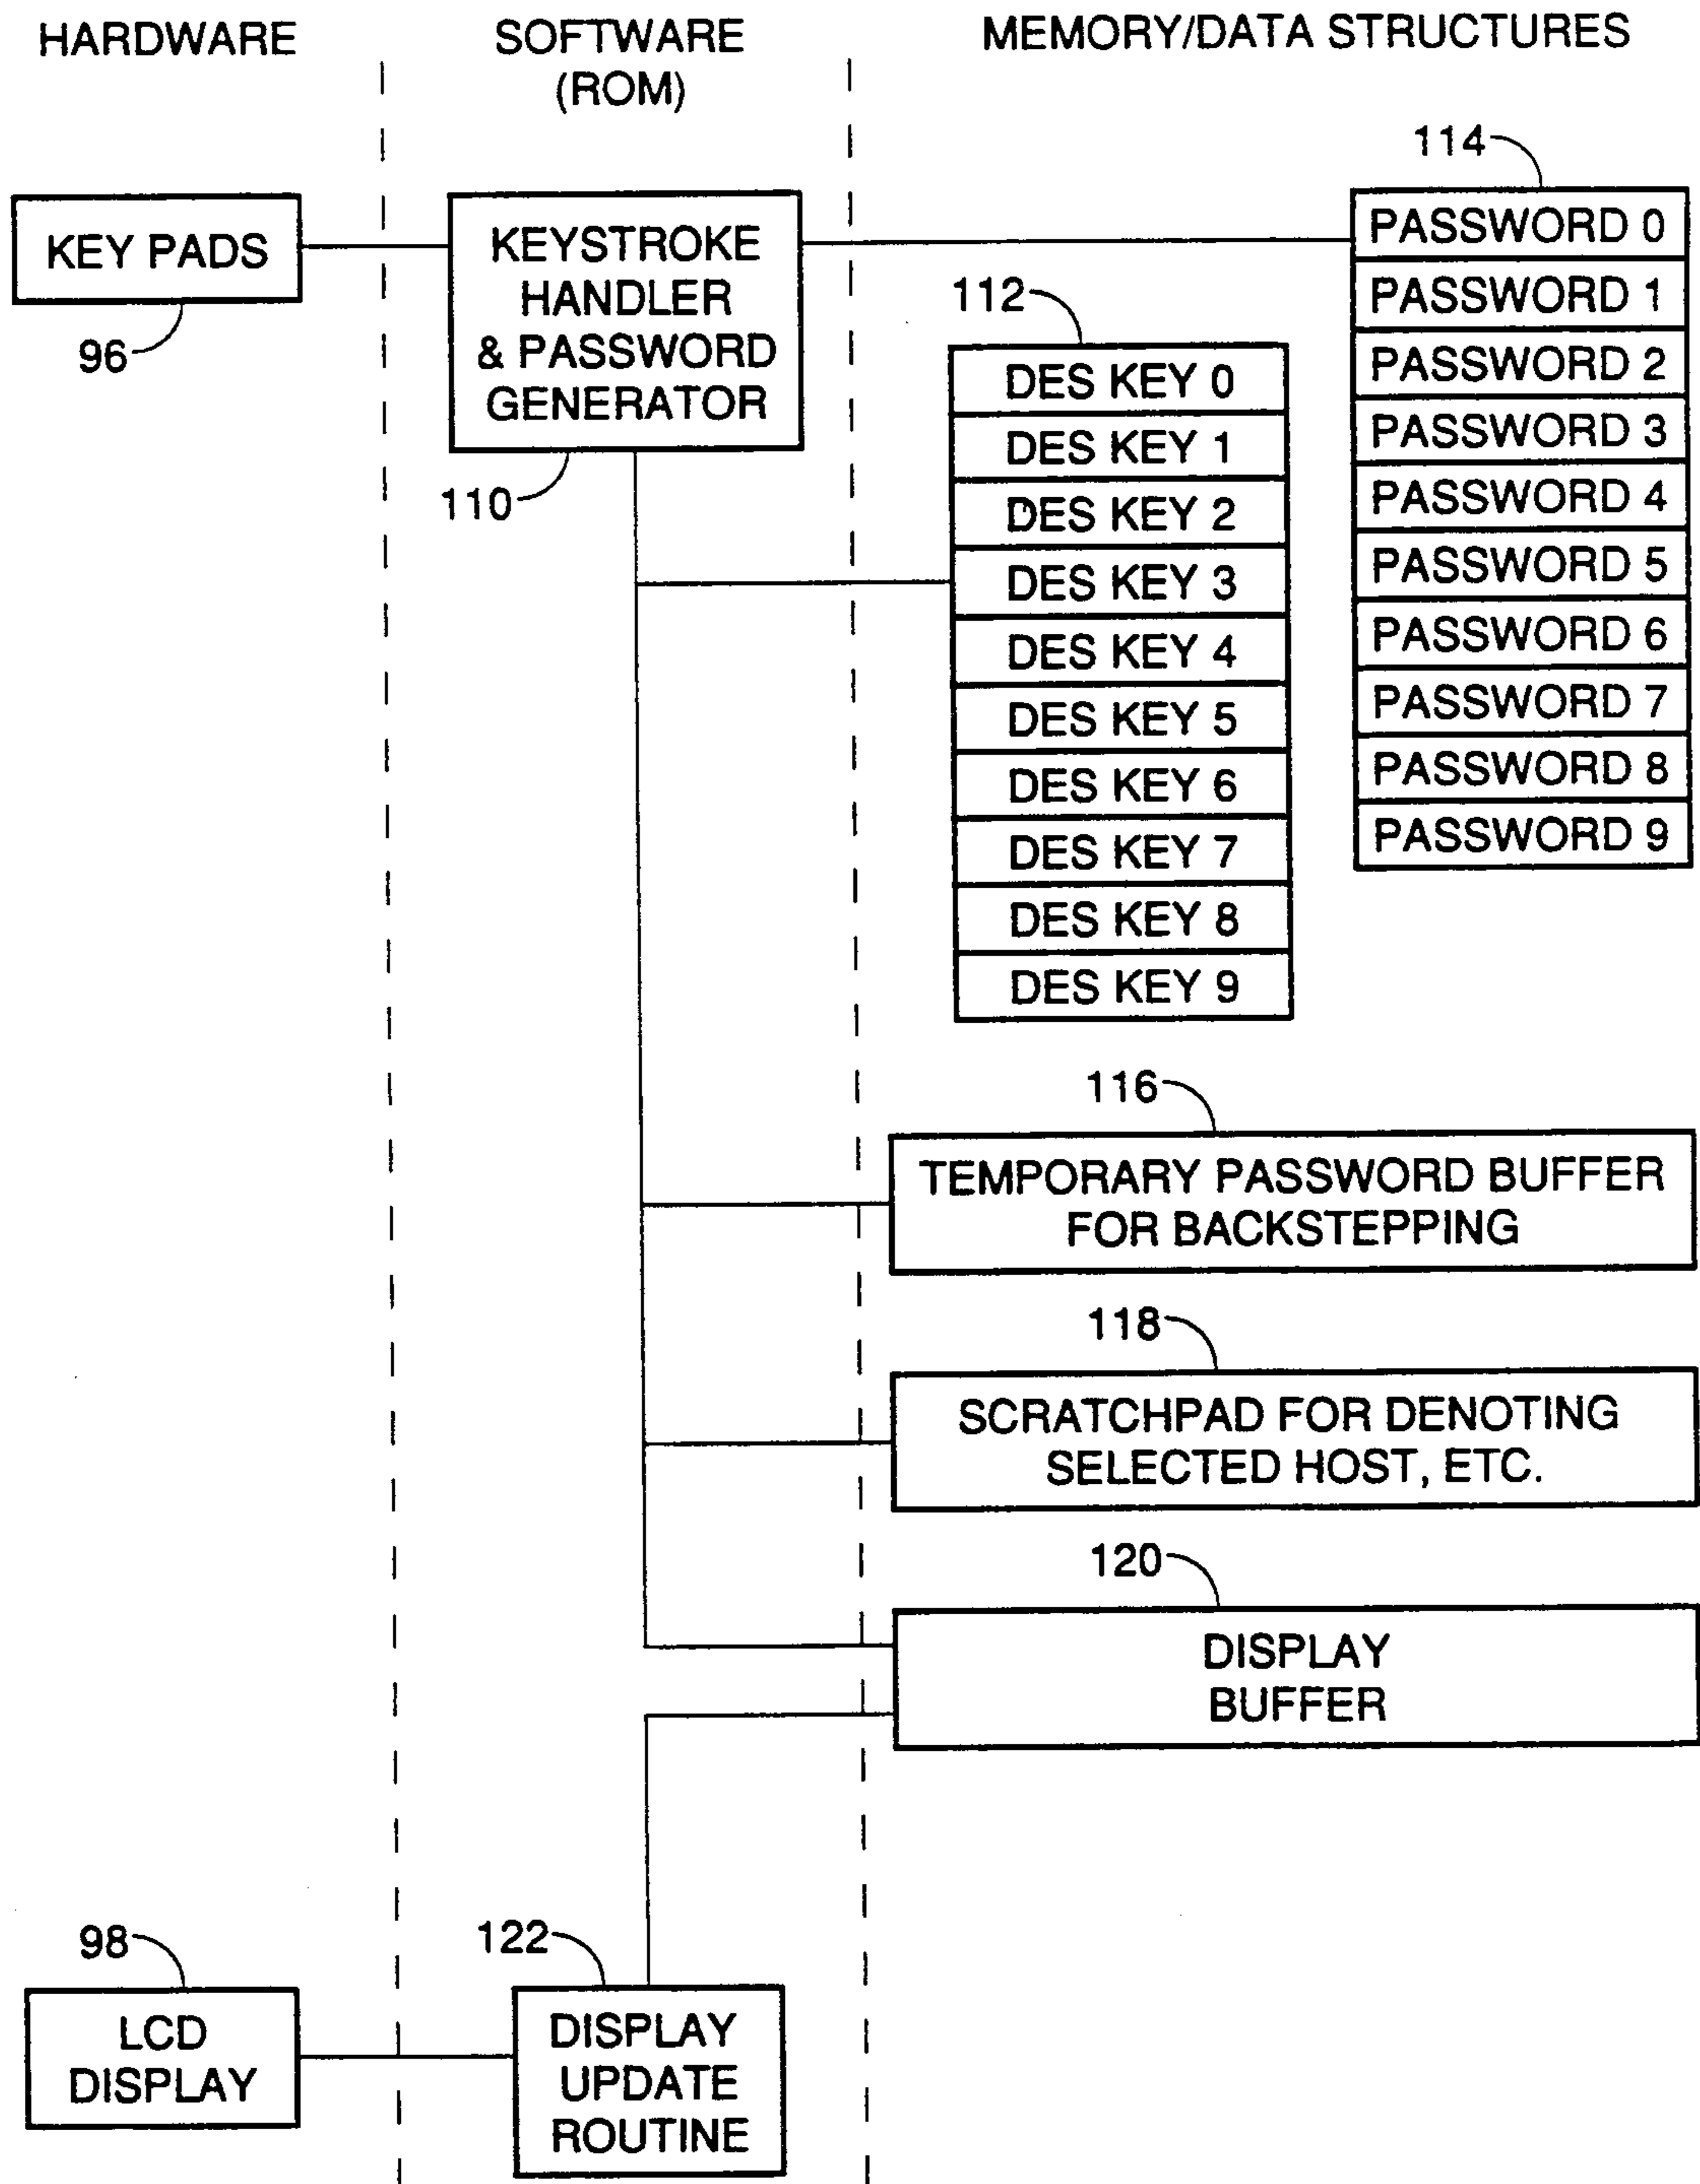 HARDWARE
SOFTWARE
(ROM)
MEMORY/DATA STRUCTURES
KEY PADS
96
KEYSTROKE
HANDLER
& PASSWORD
GENERATOR
110
112
DES KEY 0
DES KEY 1
DES KEY 2
DES KEY 3
DES KEY 4
DES KEY 5
DES KEY 6
DES KEY 7
DES KEY 8
DES KEY 9
114
PASSWORD 0
PASSWORD 1
PASSWORD 2
PASSWORD 3
PASSWORD 4
PASSWORD 5
PASSWORD 6
PASSWORD 7
PASSWORD 8
PASSWORD 9
116
TEMPORARY PASSWORD BUFFER
FOR BACKSTEPPING
118
SCRATCHPAD FOR DENOTING
SELECTED HOST, ETC.
120
DISPLAY
BUFFER
98
LCD
DISPLAY
122
DISPLAY
UPDATE
ROUTINE